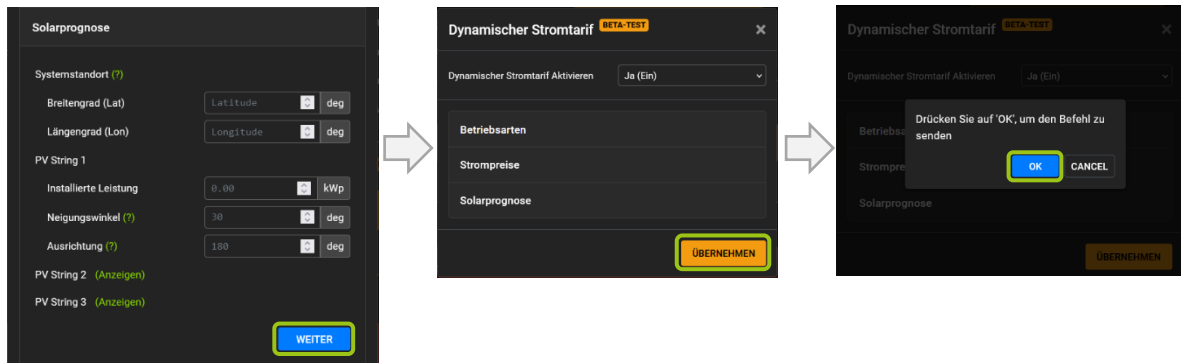 Solarprognose
Systemstandort (?)
Breitengrad (Lat) Latitude deg
Längengrad (Lon) Longitude deg
PV String 1
Installierte Leistung 0.00 kWp
Neigungswinkel (?) 30 deg
Ausrichtung (?) 180 deg
PV String 2 (Anzeigen)
PV String 3 (Anzeigen)
WEITER
Dynamischer Stromtarif BETA-TEST ×
Dynamischer Stromtarif Aktivieren Ja (Ein)
Betriebsarten
Strompreise
Solarprognose
ÜBERNEHMEN
Dynamischer Stromtarif BETA-TEST ×
Dynamischer Stromtarif Aktivieren Ja (Ein)
Drücken Sie auf 'OK', um den Befehl zu
senden
OK CANCEL
Betriebsa
Strompre
Solarprognose
ÜBERNEHMEN